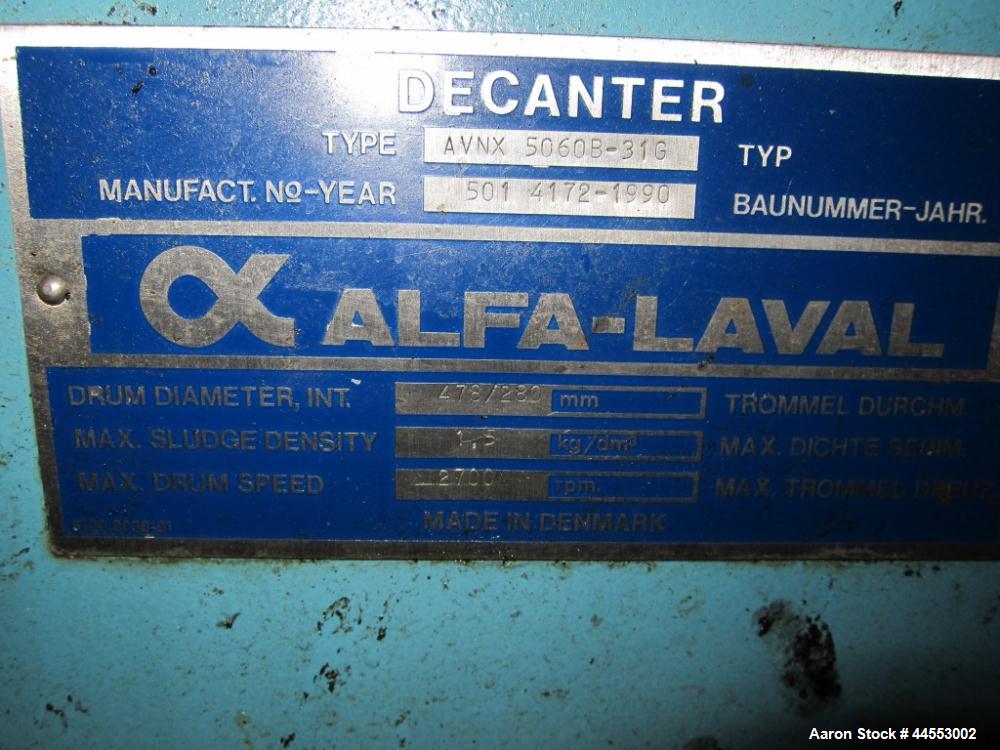 DECANTER
TYPE AVNX 5060B-31G TYP
MANUFACT. No-YEAR 501 4172-1990 BAUNUMMER-JAHR.
ALFA-LAVAL
DRUM DIAMETER, INT. 478/280 mm TROMMEL DURCHM.
MAX. SLUDGE DENSITY 1.5 kg/dm³ MAX. DICHTE SEDIM.
MAX. DRUM SPEED 2700 rpm. MAX. TROMMEL DREHZ
MADE IN DENMARK
Aaron Stock # 44553002